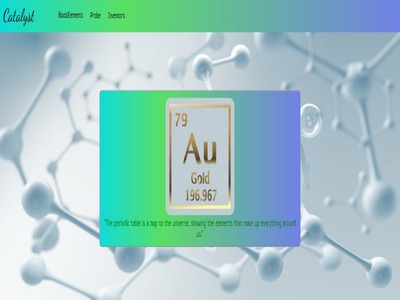 Catalyst
BlockElements Probe Inventors
79
Au
Gold
196.967
"The periodic table is a map to the universe, showing the elements that make up everything around
us."